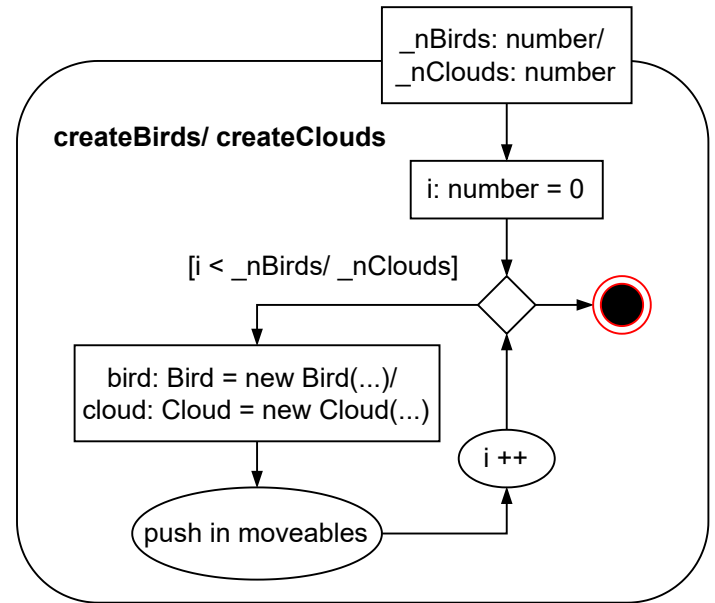 _nBirds: number/
_nClouds: number
createBirds/ createClouds
i: number = 0
[i < _nBirds/ _nClouds]
bird: Bird = new Bird(...)/
cloud: Cloud = new Cloud(...)
i ++
push in moveables